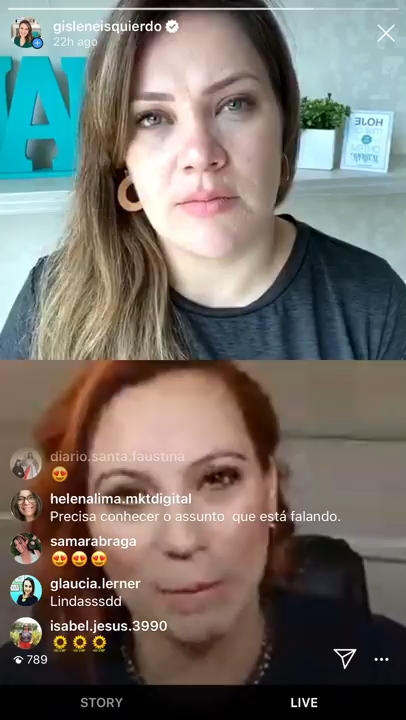 gisleneisquierdo
22h ago
HOJE
diario.santa.faustina
helenalima.mktdigital
Precisa conhecer o assunto que está falando.
samarabraga
glaucia.lerner
Lindasssdd
isabel.jesus.3990
789
STORY
LIVE